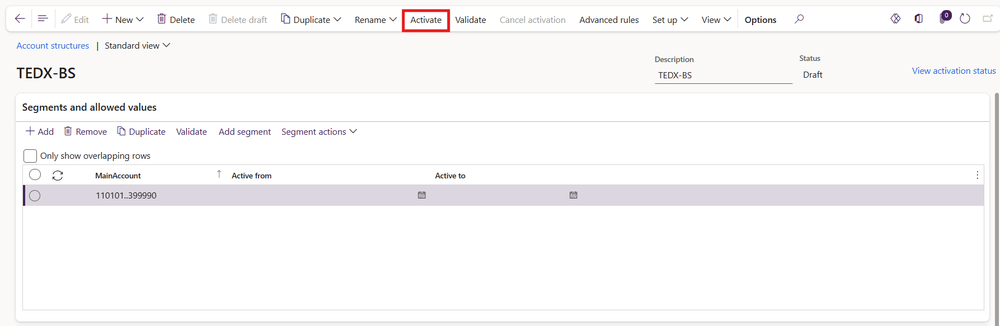 Edit New Delete Delete draft Duplicate Rename Activate Validate Cancel activation Advanced rules Set up View Options 0
Account structures | Standard view
Description Status
TEDX-BS
TEDX-BS Draft View activation status
Segments and allowed values
Add Remove Duplicate Validate Add segment Segment actions
Only show overlapping rows
MainAccount Active from Active to
110101..399990